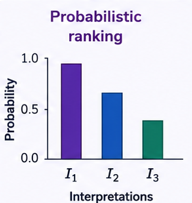 Probabilistic
ranking
Probability
1.0
0.5
0.0
I₁ I₂ I₃
Interpretations